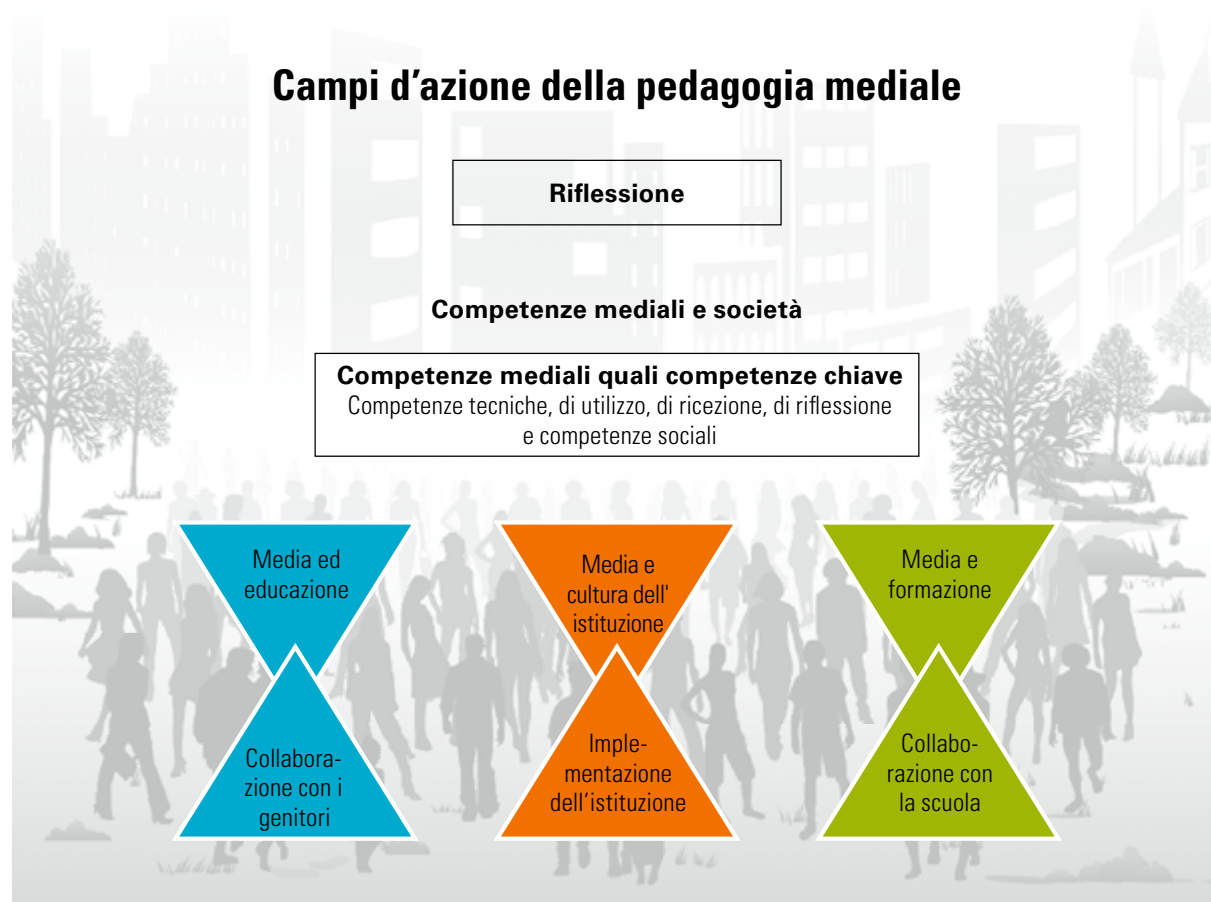 Campi d’azione della pedagogia mediale
Riflessione
Competenze mediali e società
Competenze mediali quali competenze chiave
Competenze tecniche, di utilizzo, di ricezione, di riflessione
e competenze sociali
Media ed
educazione
Media e
cultura dell'
istituzione
Media e
formazione
Collabora-
zione con i
genitori
Imple-
mentazione
dell’istituzione
Collabo-
razione con
la scuola